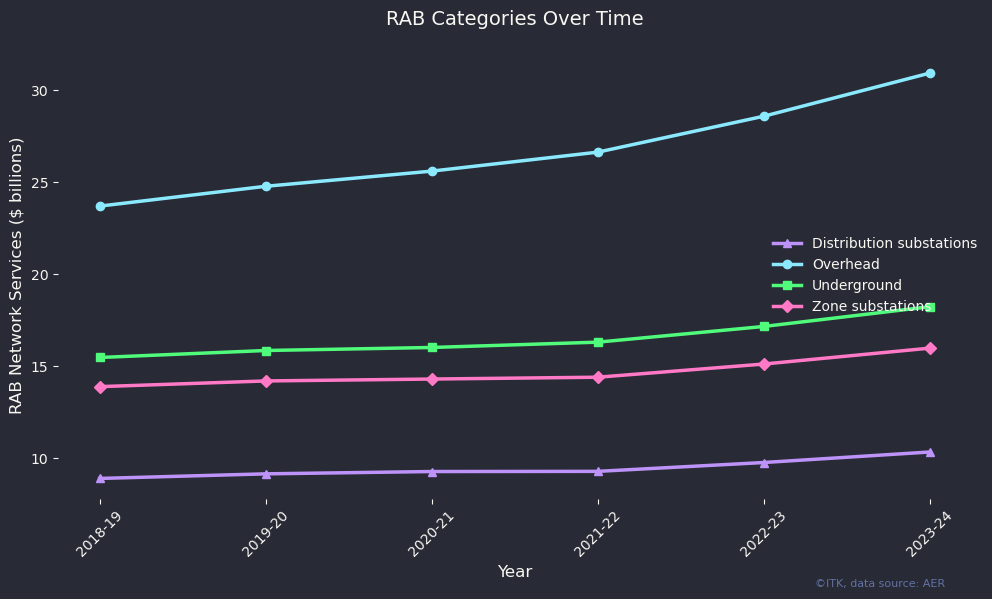 RAB Categories Over Time
RAB Network Services ($ billions)
30
25
20
15
10
Distribution substations
Overhead
Underground
Zone substations
2018-19
2019-20
2020-21
2021-22
2022-23
2023-24
Year
©ITK, data source: AER